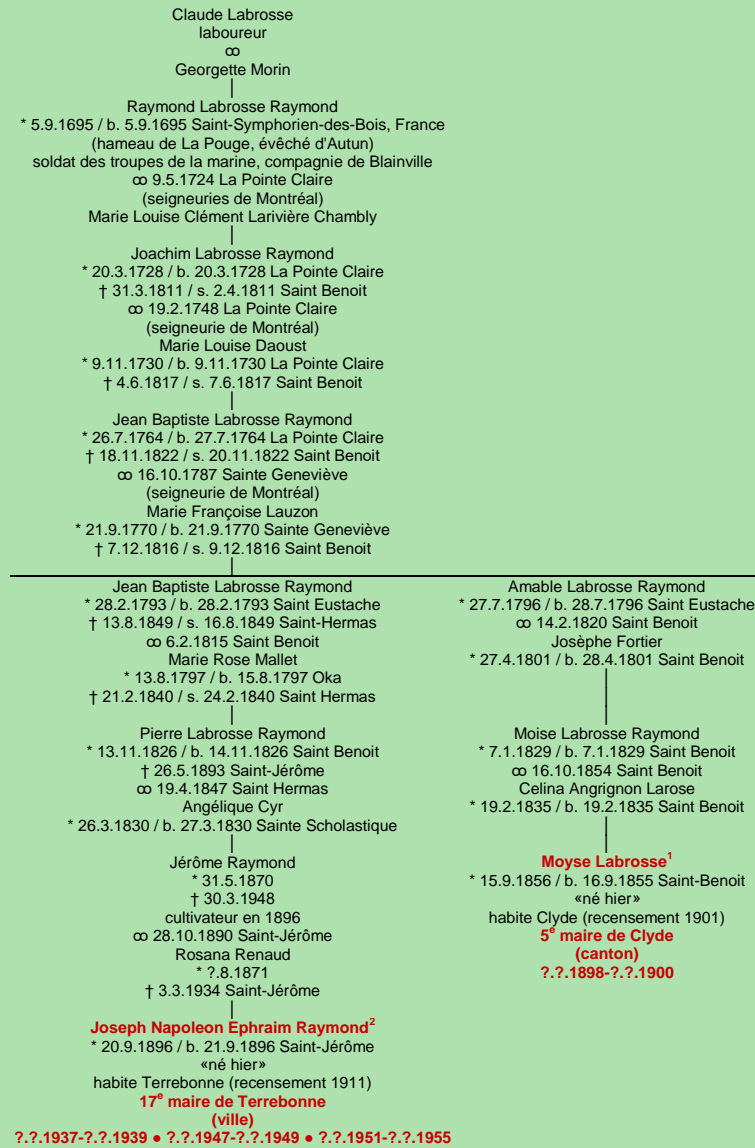 Claude Labrosse
laboureur
ꝏ
Georgette Morin
Raymond Labrosse Raymond
* 5.9.1695 / b. 5.9.1695 Saint-Symphorien-des-Bois, France
(hameau de La Pouge, évêché d'Autun)
soldat des troupes de la marine, compagnie de Blainville
ꝏ 9.5.1724 La Pointe Claire
(seigneuries de Montréal)
Marie Louise Clément Larivière Chambly
Joachim Labrosse Raymond
* 20.3.1728 / b. 20.3.1728 La Pointe Claire
† 31.3.1811 / s. 2.4.1811 Saint Benoit
ꝏ 19.2.1748 La Pointe Claire
(seigneurie de Montréal)
Marie Louise Daoust
* 9.11.1730 / b. 9.11.1730 La Pointe Claire
† 4.6.1817 / s. 7.6.1817 Saint Benoit
Jean Baptiste Labrosse Raymond
* 26.7.1764 / b. 27.7.1764 La Pointe Claire
† 18.11.1822 / s. 20.11.1822 Saint Benoit
ꝏ 16.10.1787 Sainte Geneviève
(seigneurie de Montréal)
Marie Françoise Lauzon
* 21.9.1770 / b. 21.9.1770 Sainte Geneviève
† 7.12.1816 / s. 9.12.1816 Saint Benoit
Jean Baptiste Labrosse Raymond
* 28.2.1793 / b. 28.2.1793 Saint Eustache
† 13.8.1849 / s. 16.8.1849 Saint-Hermas
ꝏ 6.2.1815 Saint Benoit
Marie Rose Mallet
* 13.8.1797 / b. 15.8.1797 Oka
† 21.2.1840 / s. 24.2.1840 Saint Hermas
Pierre Labrosse Raymond
* 13.11.1826 / b. 14.11.1826 Saint Benoit
† 26.5.1893 Saint-Jérôme
ꝏ 19.4.1847 Saint Hermas
Angélique Cyr
* 26.3.1830 / b. 27.3.1830 Sainte Scholastique
Jérôme Raymond
* 31.5.1870
† 30.3.1948
cultivateur en 1896
ꝏ 28.10.1890 Saint-Jérôme
Rosana Renaud
* ?.8.1871
† 3.3.1934 Saint-Jérôme
Joseph Napoleon Ephraim Raymond²
* 20.9.1896 / b. 21.9.1896 Saint-Jérôme
«né hier»
habite Terrebonne (recensement 1911)
17ᵉ maire de Terrebonne
(ville)
?.?.1937-?.?.1939 ● ?.?.1947-?.?.1949 ● ?.?.1951-?.?.1955
Amable Labrosse Raymond
* 27.7.1796 / b. 28.7.1796 Saint Eustache
ꝏ 14.2.1820 Saint Benoit
Josèphe Fortier
* 27.4.1801 / b. 28.4.1801 Saint Benoit
Moise Labrosse Raymond
* 7.1.1829 / b. 7.1.1829 Saint Benoit
ꝏ 16.10.1854 Saint Benoit
Celina Angrignon Larose
* 19.2.1835 / b. 19.2.1835 Saint Benoit
Moyse Labrosse¹
* 15.9.1856 / b. 16.9.1855 Saint-Benoit
«né hier»
habite Clyde (recensement 1901)
5ᵉ maire de Clyde
(canton)
?.?.1898-?.?.1900